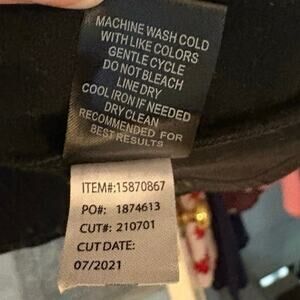 MACHINE WASH COLD
WITH LIKE COLORS
GENTLE CYCLE
DO NOT BLEACH
LINE DRY
COOL IRON IF NEEDED
DRY CLEAN
RECOMMENDED FOR
BEST RESULTS
ITEM#:15870867
PO#: 1874613
CUT#: 210701
CUT DATE:
07/2021